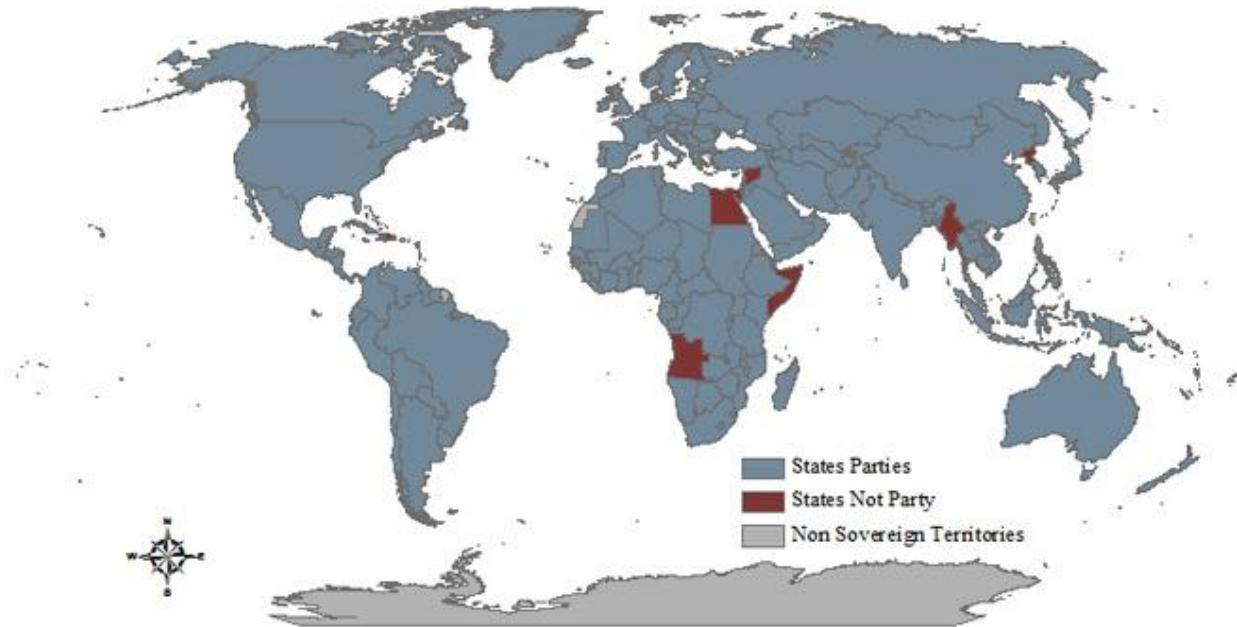 States Parties
States Not Party
Non Sovereign Territories
N
W E
S